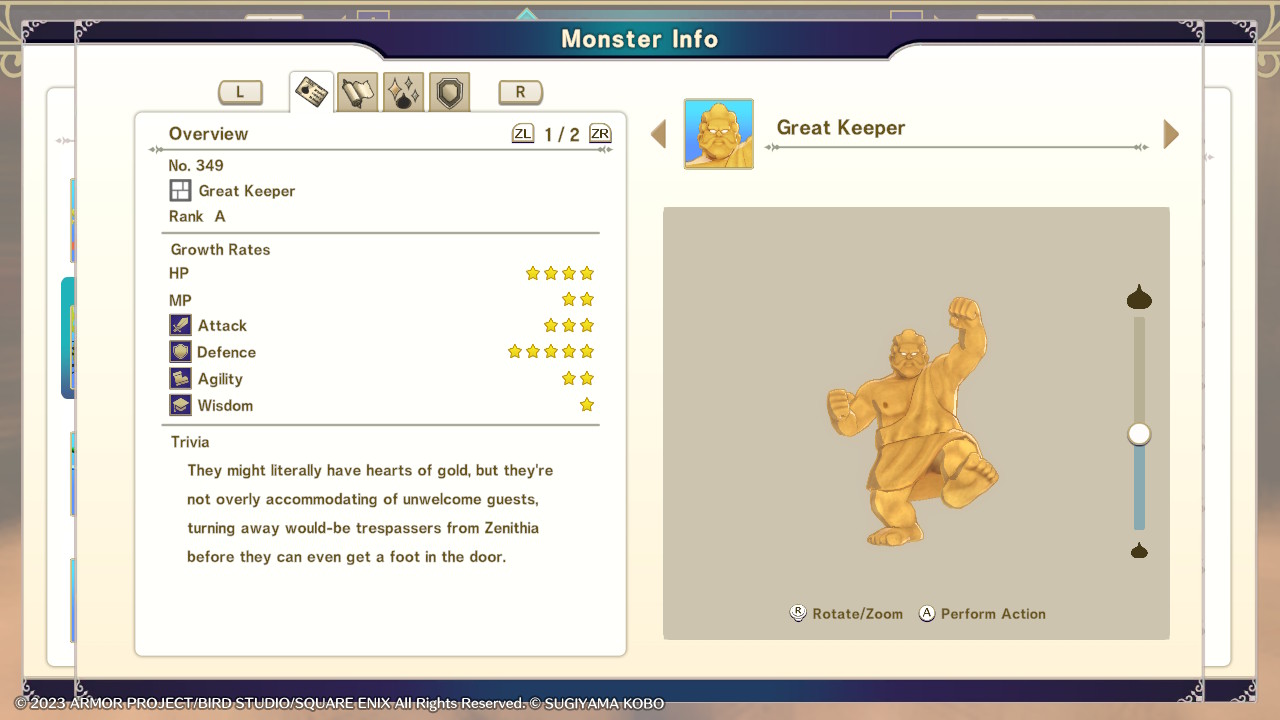 Monster Info
L
R
Overview
ZL 1 / 2 ZR
No. 349
Great Keeper
Rank A
Growth Rates
HP
MP
Attack
Defence
Agility
Wisdom
Trivia
They might literally have hearts of gold, but they're
not overly accommodating of unwelcome guests,
turning away would-be trespassers from Zenithia
before they can even get a foot in the door.
Great Keeper
R Rotate/Zoom A Perform Action
© 2023 ARMOR PROJECT/BIRD STUDIO/SQUARE ENIX All Rights Reserved. © SUGIYAMA KOBO